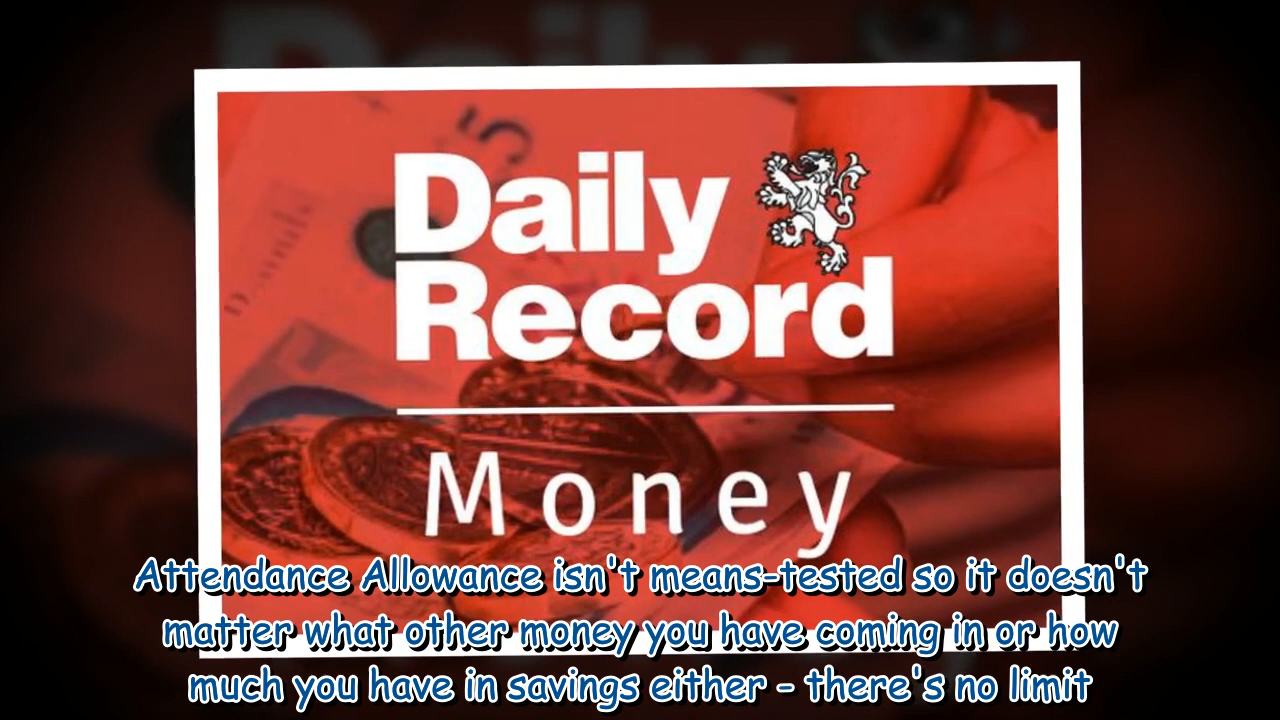 Daily
Record
Money
Attendance Allowance isn't means-tested so it doesn't
matter what other money you have coming in or how
much you have in savings either - there's no limit